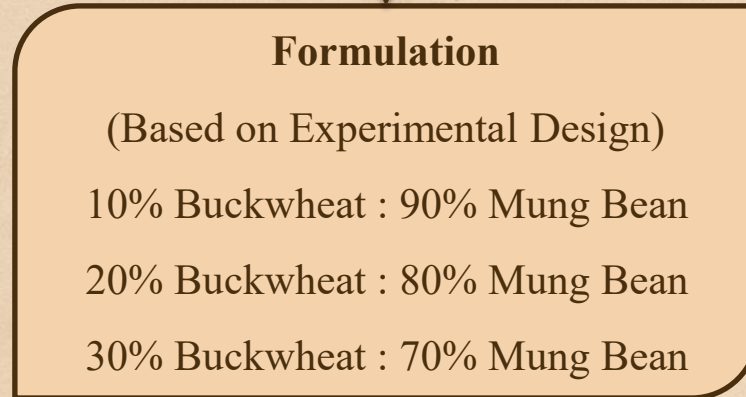 Formulation
(Based on Experimental Design)
10% Buckwheat : 90% Mung Bean
20% Buckwheat : 80% Mung Bean
30% Buckwheat : 70% Mung Bean